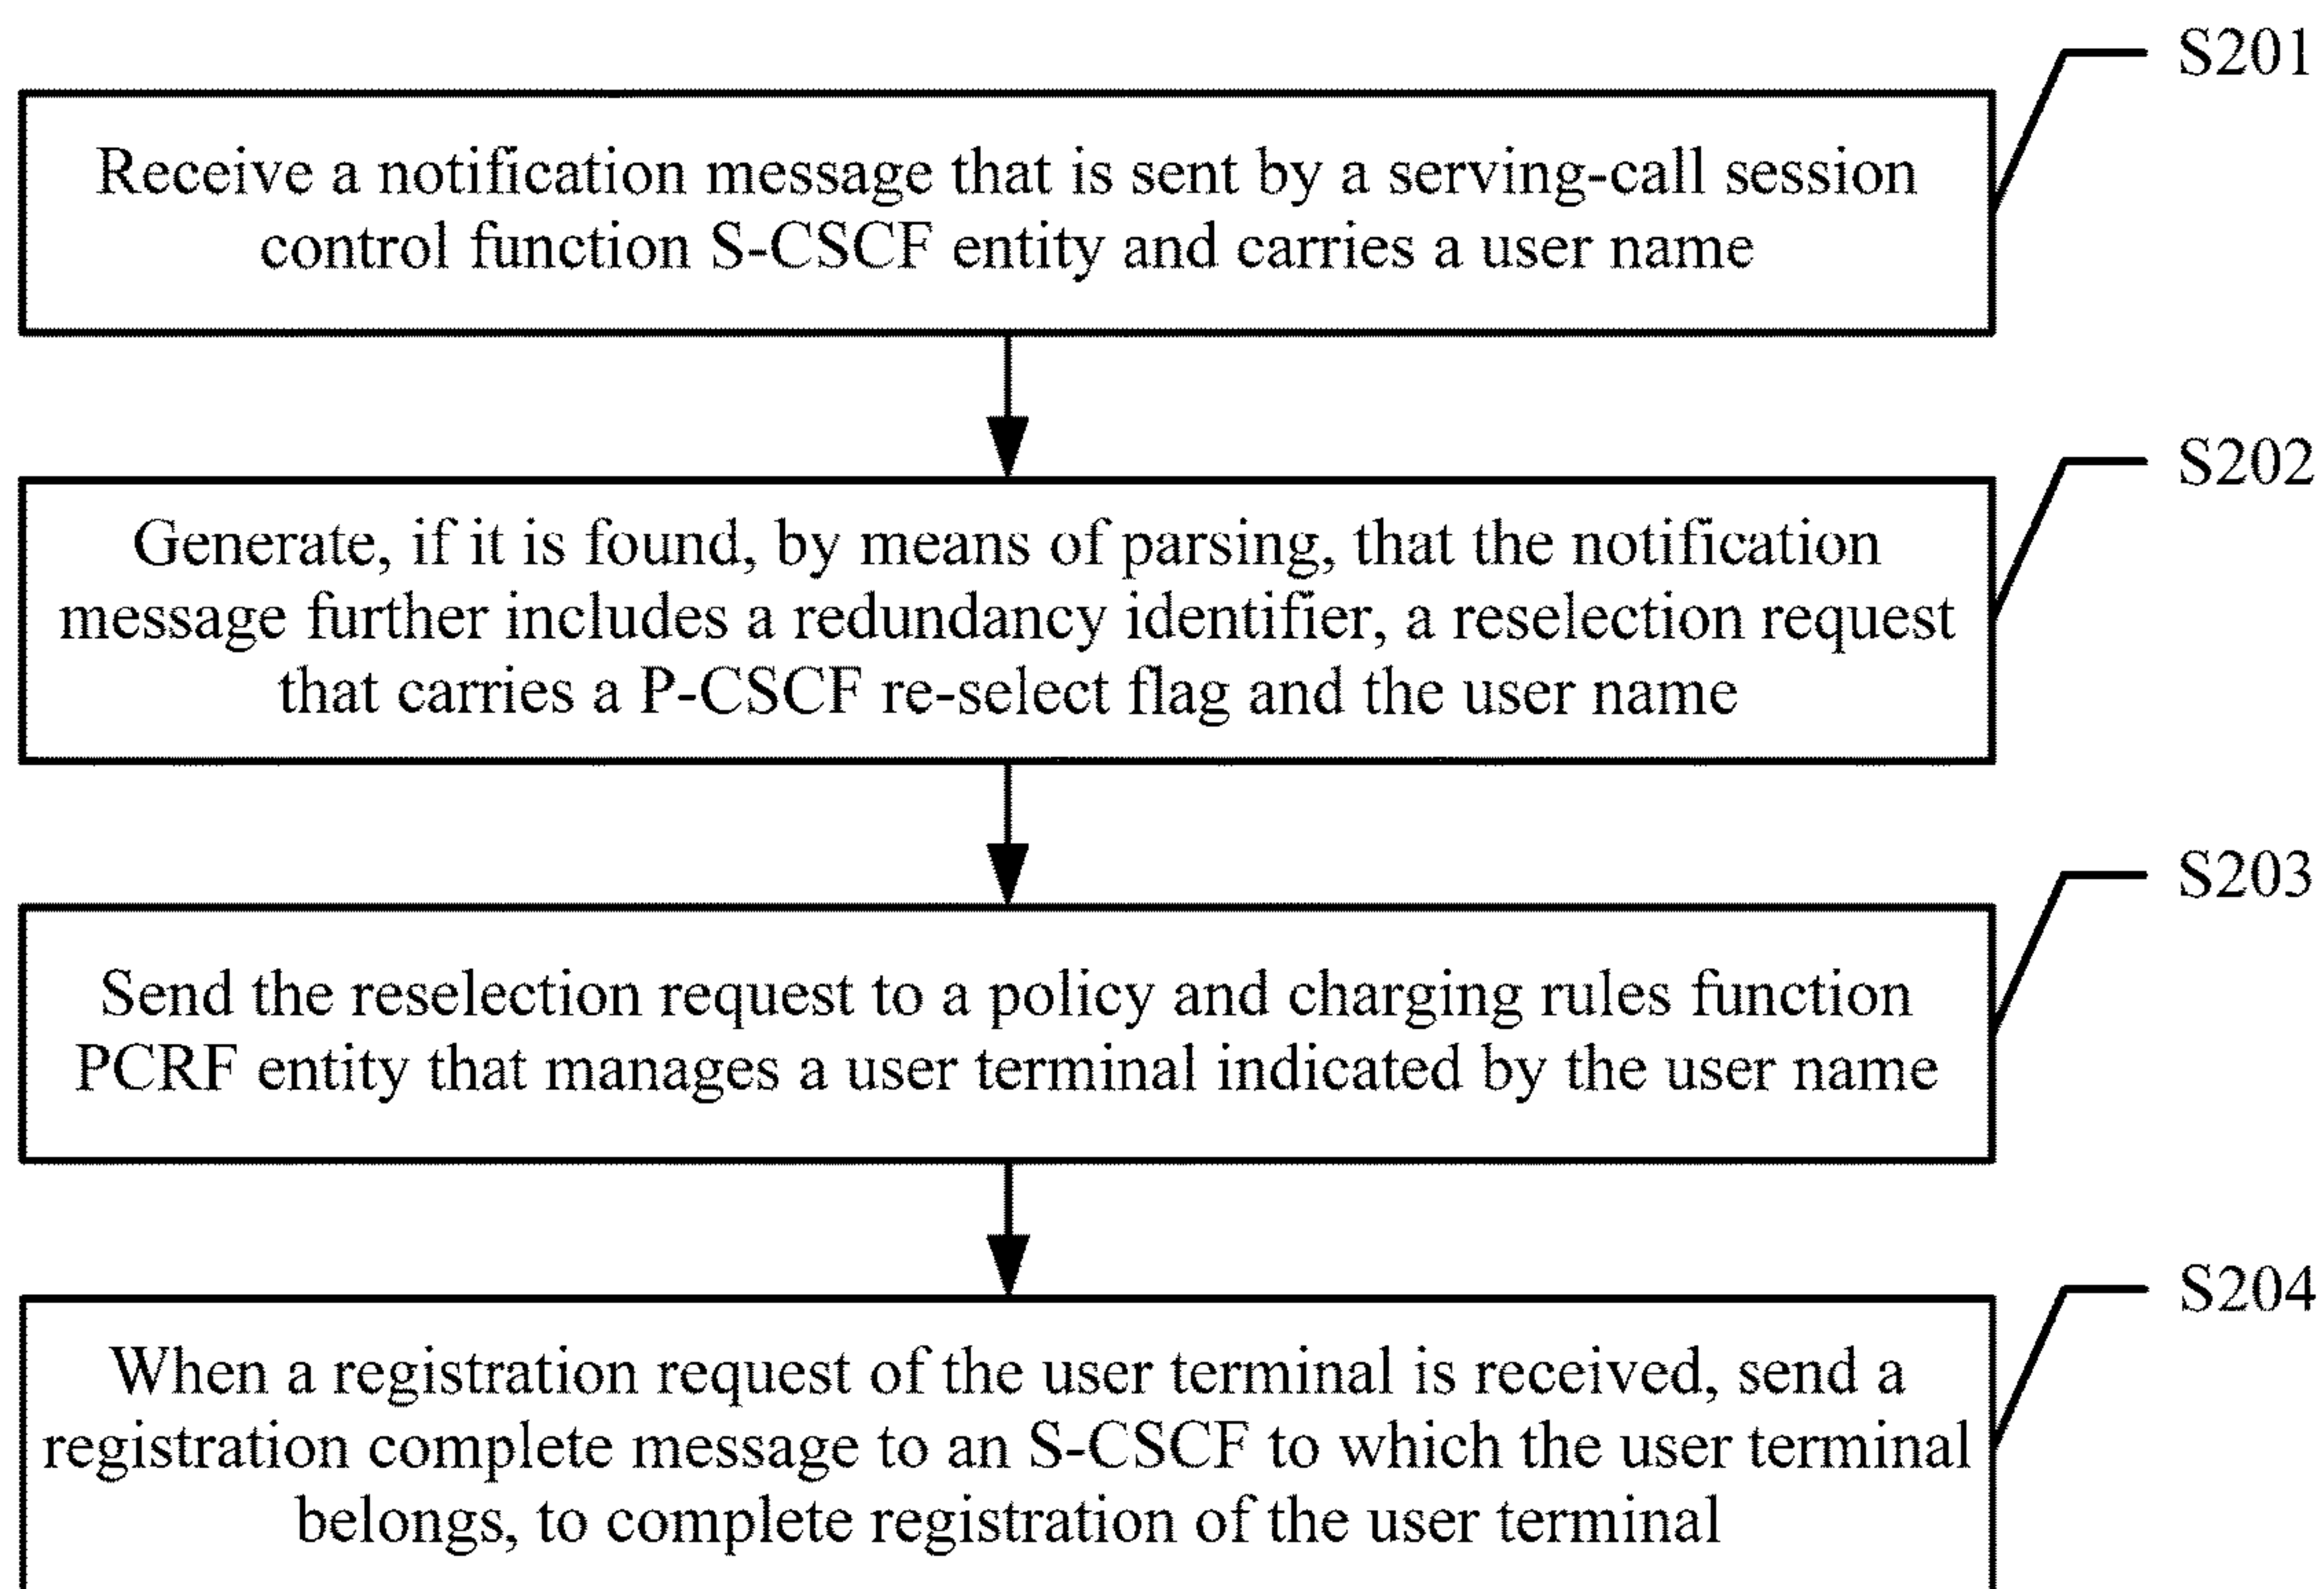 S201
Receive a notification message that is sent by a serving-call session
control function S-CSCF entity and carries a user name
S202
Generate, if it is found, by means of parsing, that the notification
message further includes a redundancy identifier, a reselection request
that carries a P-CSCF re-select flag and the user name
S203
Send the reselection request to a policy and charging rules function
PCRF entity that manages a user terminal indicated by the user name
S204
When a registration request of the user terminal is received, send a
registration complete message to an S-CSCF to which the user terminal
belongs, to complete registration of the user terminal